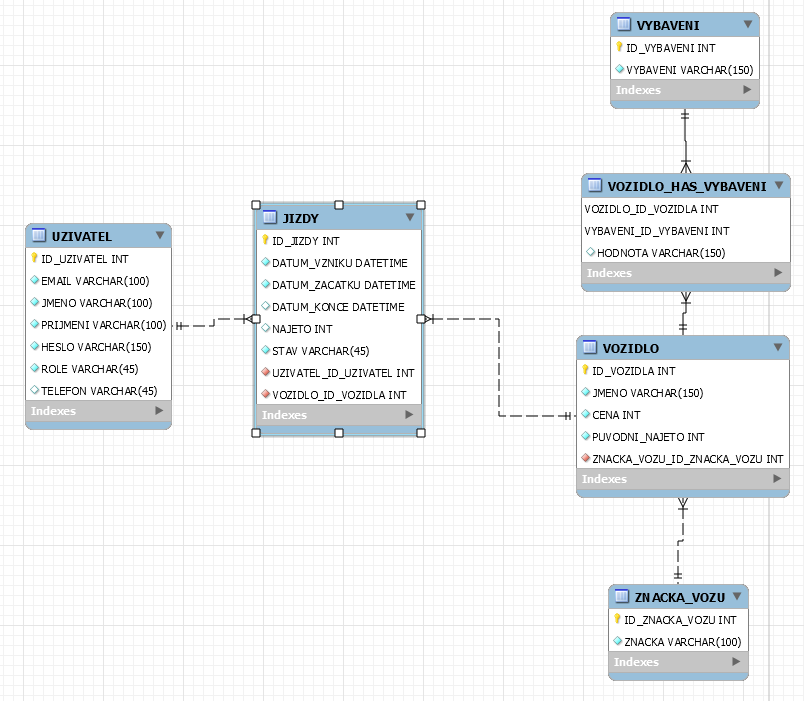 VYBAVENI
ID_VYBAVENI INT
VYBAVENI VARCHAR(150)
Indexes
VOZIDLO_HAS_VYBAVENI
VOZIDLO_ID_VOZIDLA INT
VYBAVENI_ID_VYBAVENI INT
HODNOTA VARCHAR(150)
Indexes
UZIVATEL
ID_UZIVATEL INT
EMAIL VARCHAR(100)
JMENO VARCHAR(100)
PRIJMENI VARCHAR(100)
HESLO VARCHAR(150)
ROLE VARCHAR(45)
TELEFON VARCHAR(45)
Indexes
JIZDY
ID_JIZDY INT
DATUM_VZNIKU DATETIME
DATUM_ZACATKU DATETIME
DATUM_KONCE DATETIME
NAJETO INT
STAV VARCHAR(45)
UZIVATEL_ID_UZIVATEL INT
VOZIDLO_ID_VOZIDLA INT
Indexes
VOZIDLO
ID_VOZIDLA INT
JMENO VARCHAR(150)
CENA INT
PUVODNI_NAJETO INT
ZNACKA_VOZU_ID_ZNACKA_VOZU INT
Indexes
ZNACKA_VOZU
ID_ZNACKA_VOZU INT
ZNACKA VARCHAR(100)
Indexes